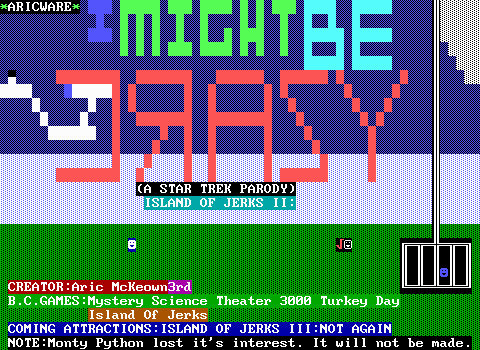 *ARICWARE*
I MIGHT BE
CRAZY
(A STAR TREK PARODY)
ISLAND OF JERKS II:
CREATOR:Aric McKeown3rd
B.C.GAMES:Mystery Science Theater 3000 Turkey Day
Island Of Jerks
COMING ATTRACTIONS:ISLAND OF JERKS III:NOT AGAIN
NOTE:Monty Python lost it's interest. It will not be made.